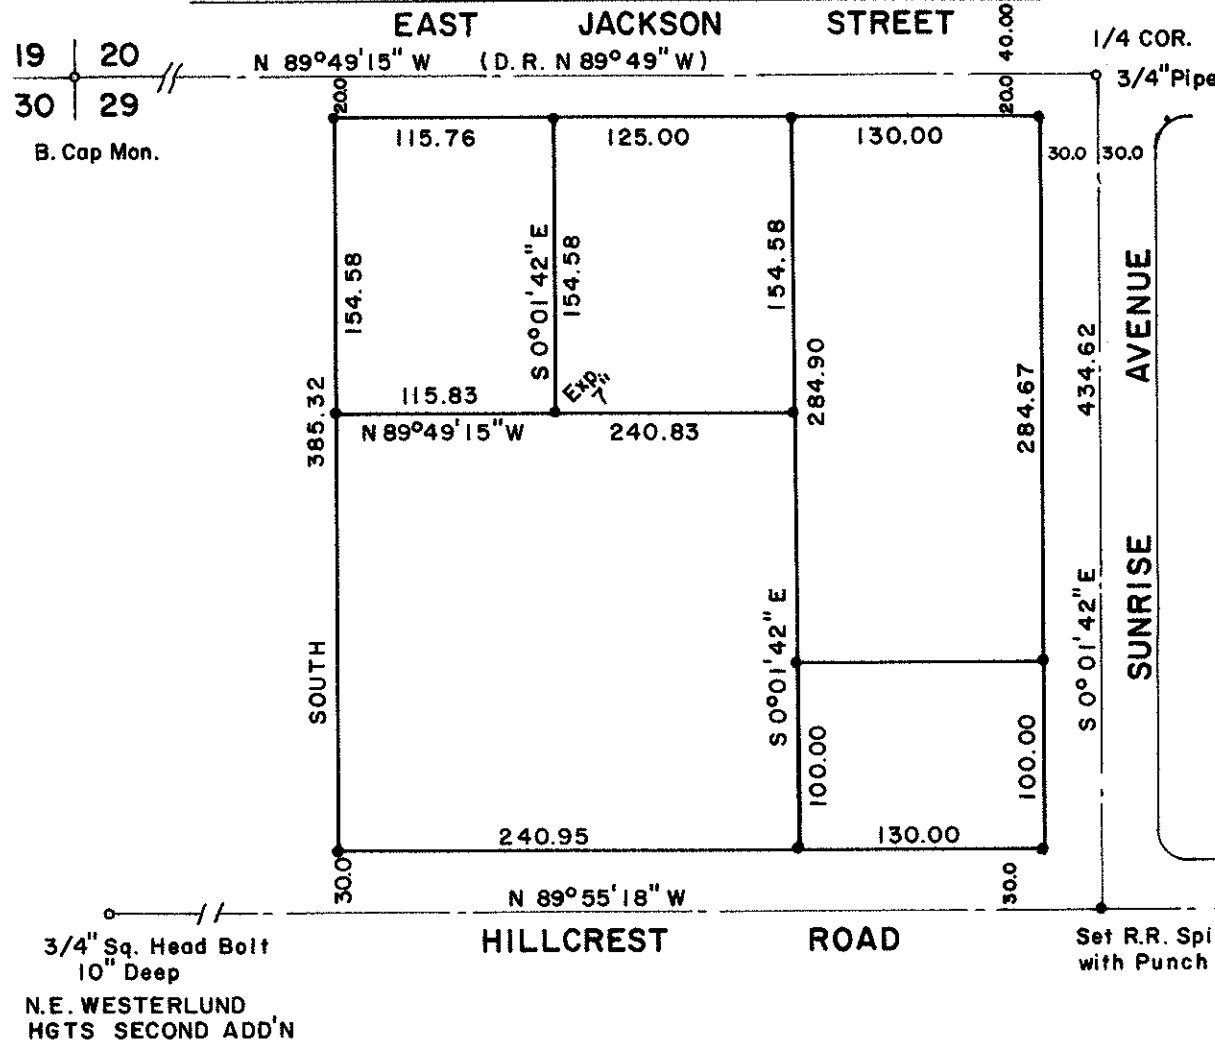 EAST JACKSON STREET
40.00
19 20
30 29
N 89°49'15" W (D.R. N 89°49" W)
1/4 COR.
3/4" Pipe
B. Cap Mon.
20.0
20.0
115.76
125.00
130.00
30.0
30.0
154.58
S 0°01'42" E
154.58
154.58
284.90
284.67
434.62
SUNRISE AVENUE
Exp. 7"
115.83
N 89°49'15" W
240.83
385.32
SOUTH
S 0°01'42" E
S 0°01'42" E
100.00
100.00
240.95
130.00
30.0
30.0
N 89°55'18" W
HILLCREST ROAD
3/4" Sq. Head Bolt
10" Deep
N.E. WESTERLUND
HGTS SECOND ADD'N
Set R.R. Spi
with Punch